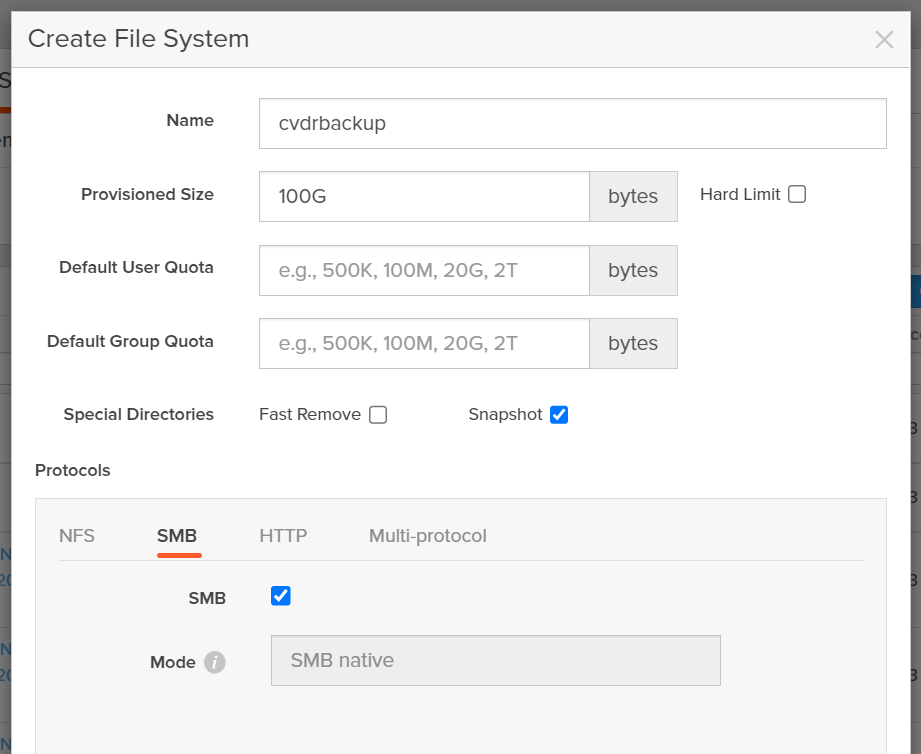 Create File System
Name
cvdrbackup
Provisioned Size
100G
bytes
Hard Limit
Default User Quota
e.g., 500K, 100M, 20G, 2T
bytes
Default Group Quota
e.g., 500K, 100M, 20G, 2T
bytes
Special Directories
Fast Remove
Snapshot
Protocols
NFS
SMB
HTTP
Multi-protocol
SMB
Mode
SMB native